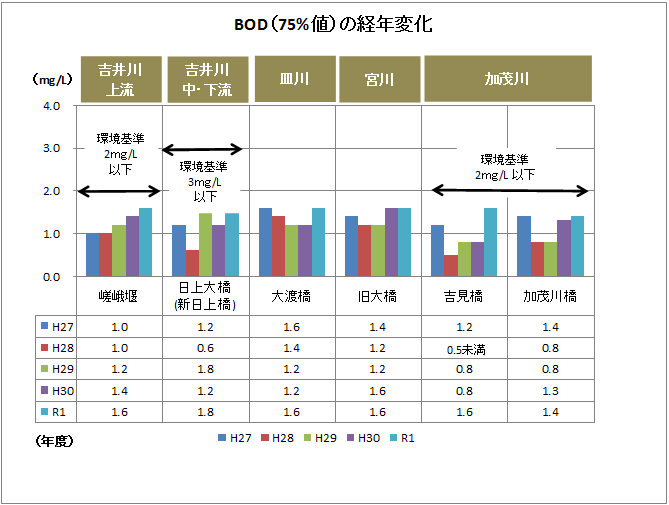 BOD（75％値）の経年変化
（mg/L）
吉井川
上流
吉井川
中・下流
皿川
宮川
加茂川
4.0
3.0
2.0
1.0
0.0
環境基準
2mg/L
以下
環境基準
3mg/L
以下
環境基準
2mg/L 以下
嵯峨堰
日上大橋
(新日上橋)
大渡橋
旧大橋
吉見橋
加茂川橋
H27 1.0 1.2 1.6 1.4 1.2 1.4
H28 1.0 0.6 1.4 1.2 0.5未満 0.8
H29 1.2 1.8 1.2 1.2 0.8 0.8
H30 1.4 1.2 1.2 1.6 0.8 1.3
R1 1.6 1.8 1.6 1.6 1.6 1.4
（年度）
H27 H28 H29 H30 R1